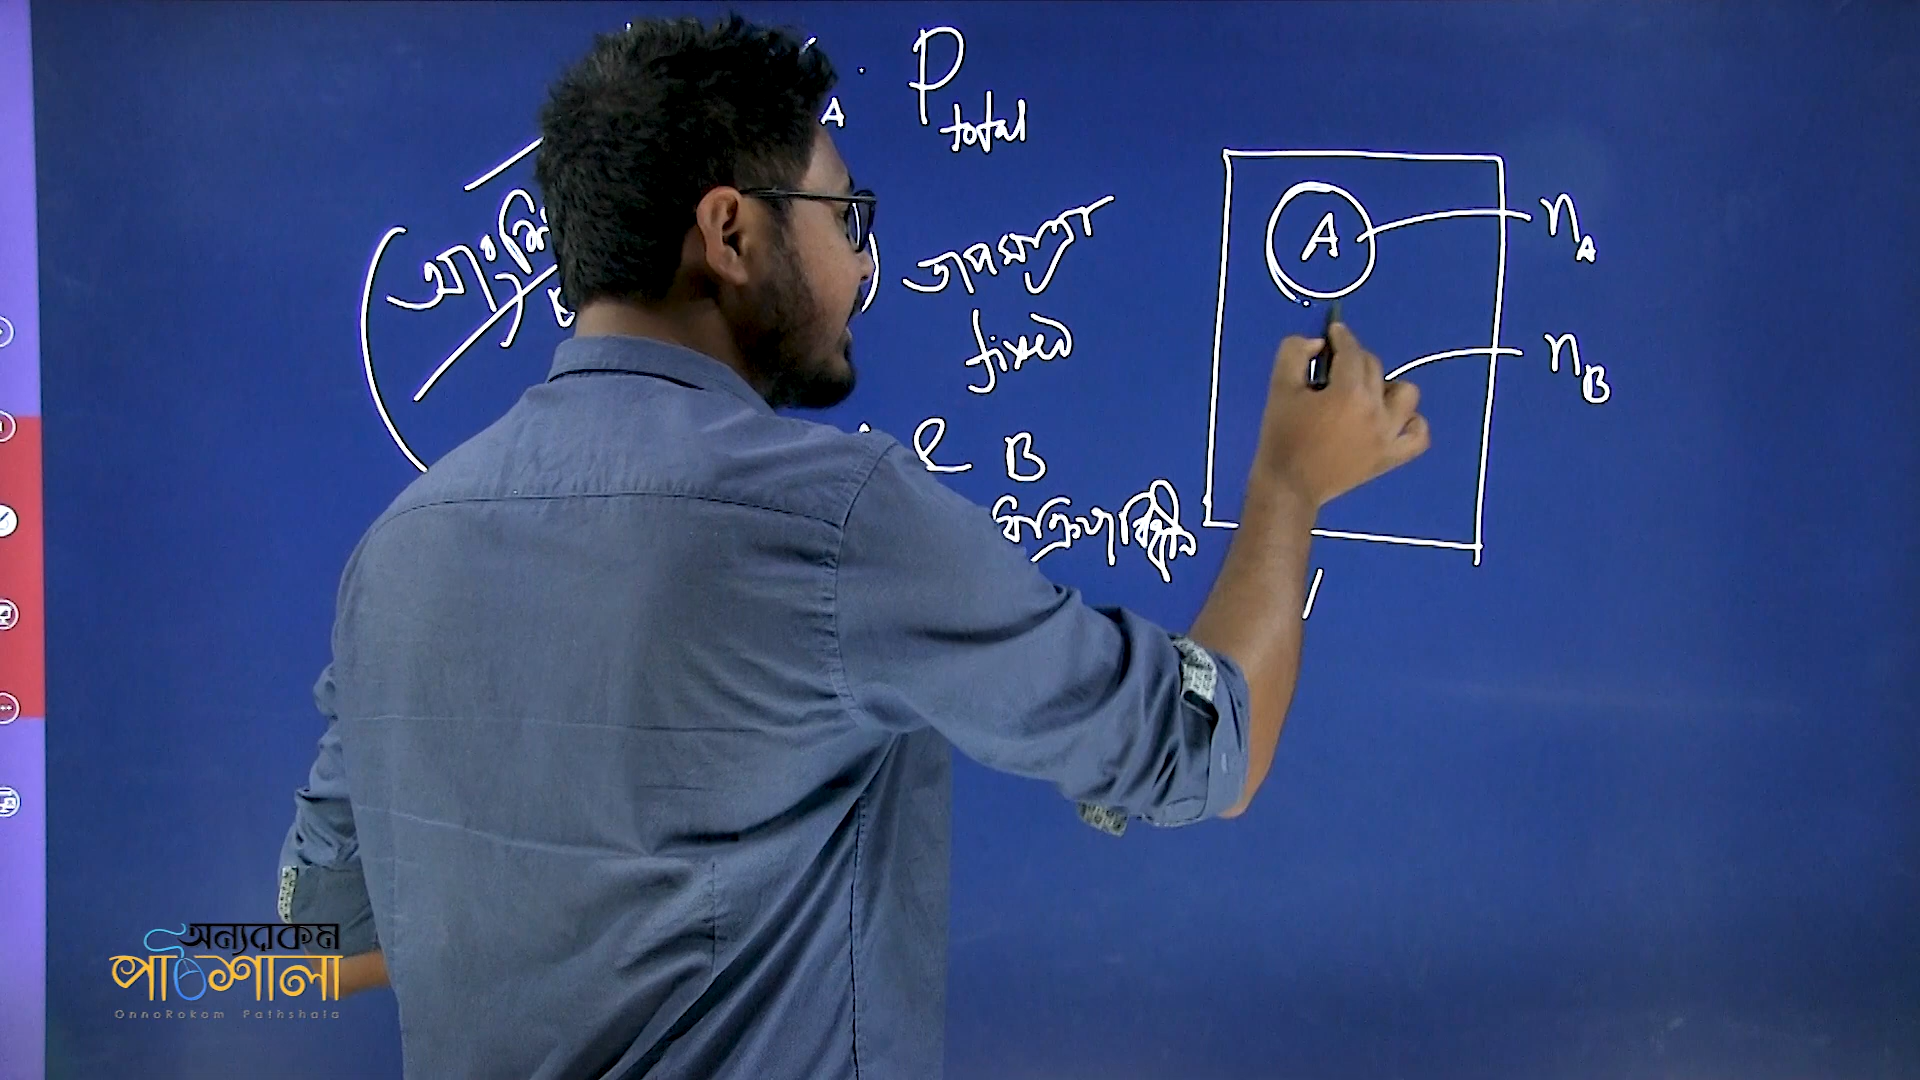 A P total
তাপমাত্রা
fixed
A
n A
n B
ও B
বিক্রিয়াবিহীন
অন্যরকম
পাঠশালা
OnnoRokom Pathshala